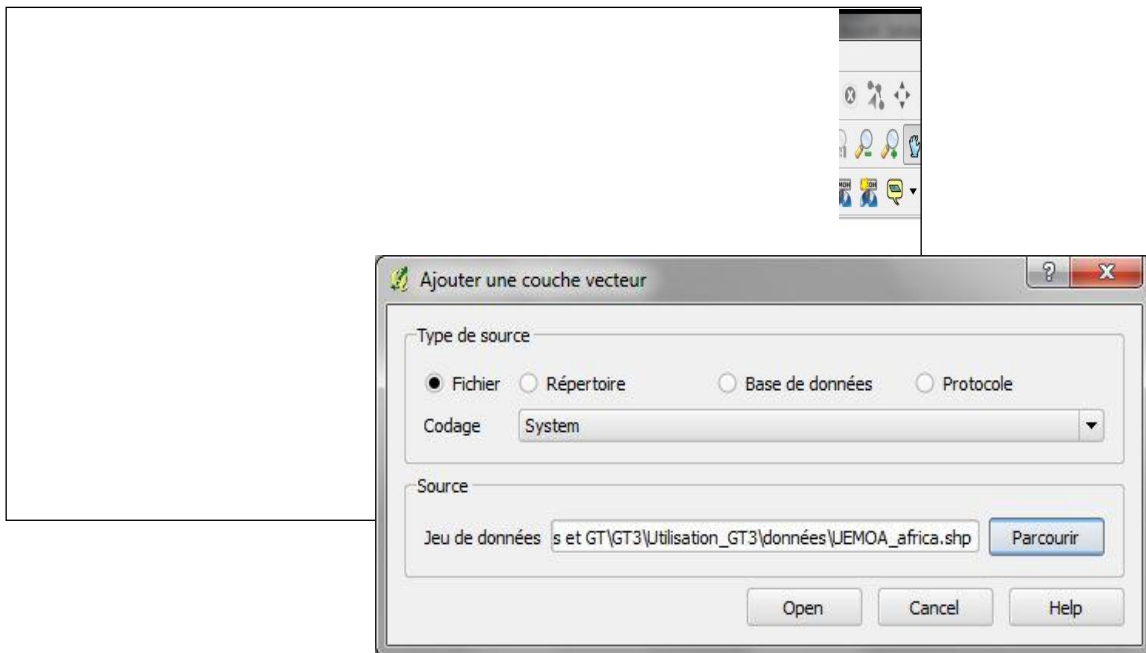 Ajouter une couche vecteur
Type de source
Fichier Répertoire Base de données Protocole
Codage System
Source
Jeu de données s et GT\GT3\Utilisation_GT3\données\UEMOA_africa.shp Parcourir
Open Cancel Help